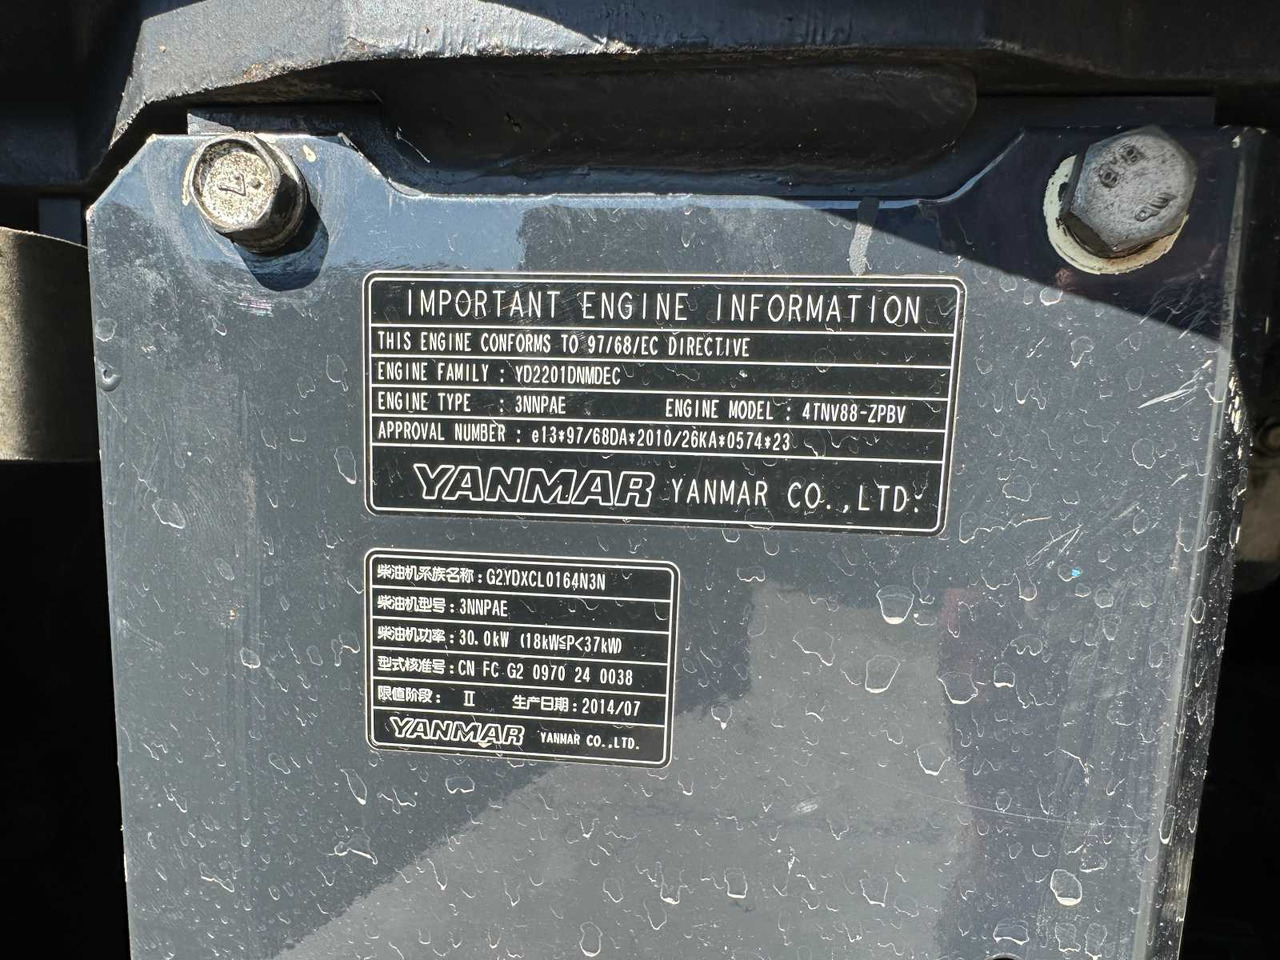 IMPORTANT ENGINE INFORMATION
THIS ENGINE CONFORMS TO 97/68/EC DIRECTIVE
ENGINE FAMILY : YD2201DNMDEC
ENGINE TYPE : 3NNPAE ENGINE MODEL : 4TNV88-ZPBV
APPROVAL NUMBER : e13*97/68DA*2010/26KA*0574*23
YANMAR YANMAR CO.,LTD.
柴油机系族名称:G2YDXCL0164N3N
柴油机型号:3NNPAE
柴油机功率:30.0kW (18kW≦P<37kW)
型式核准号:CN FC G2 0970 24 0038
限值阶段: Ⅱ 生产日期:2014/07
YANMAR YANMAR CO.,LTD.